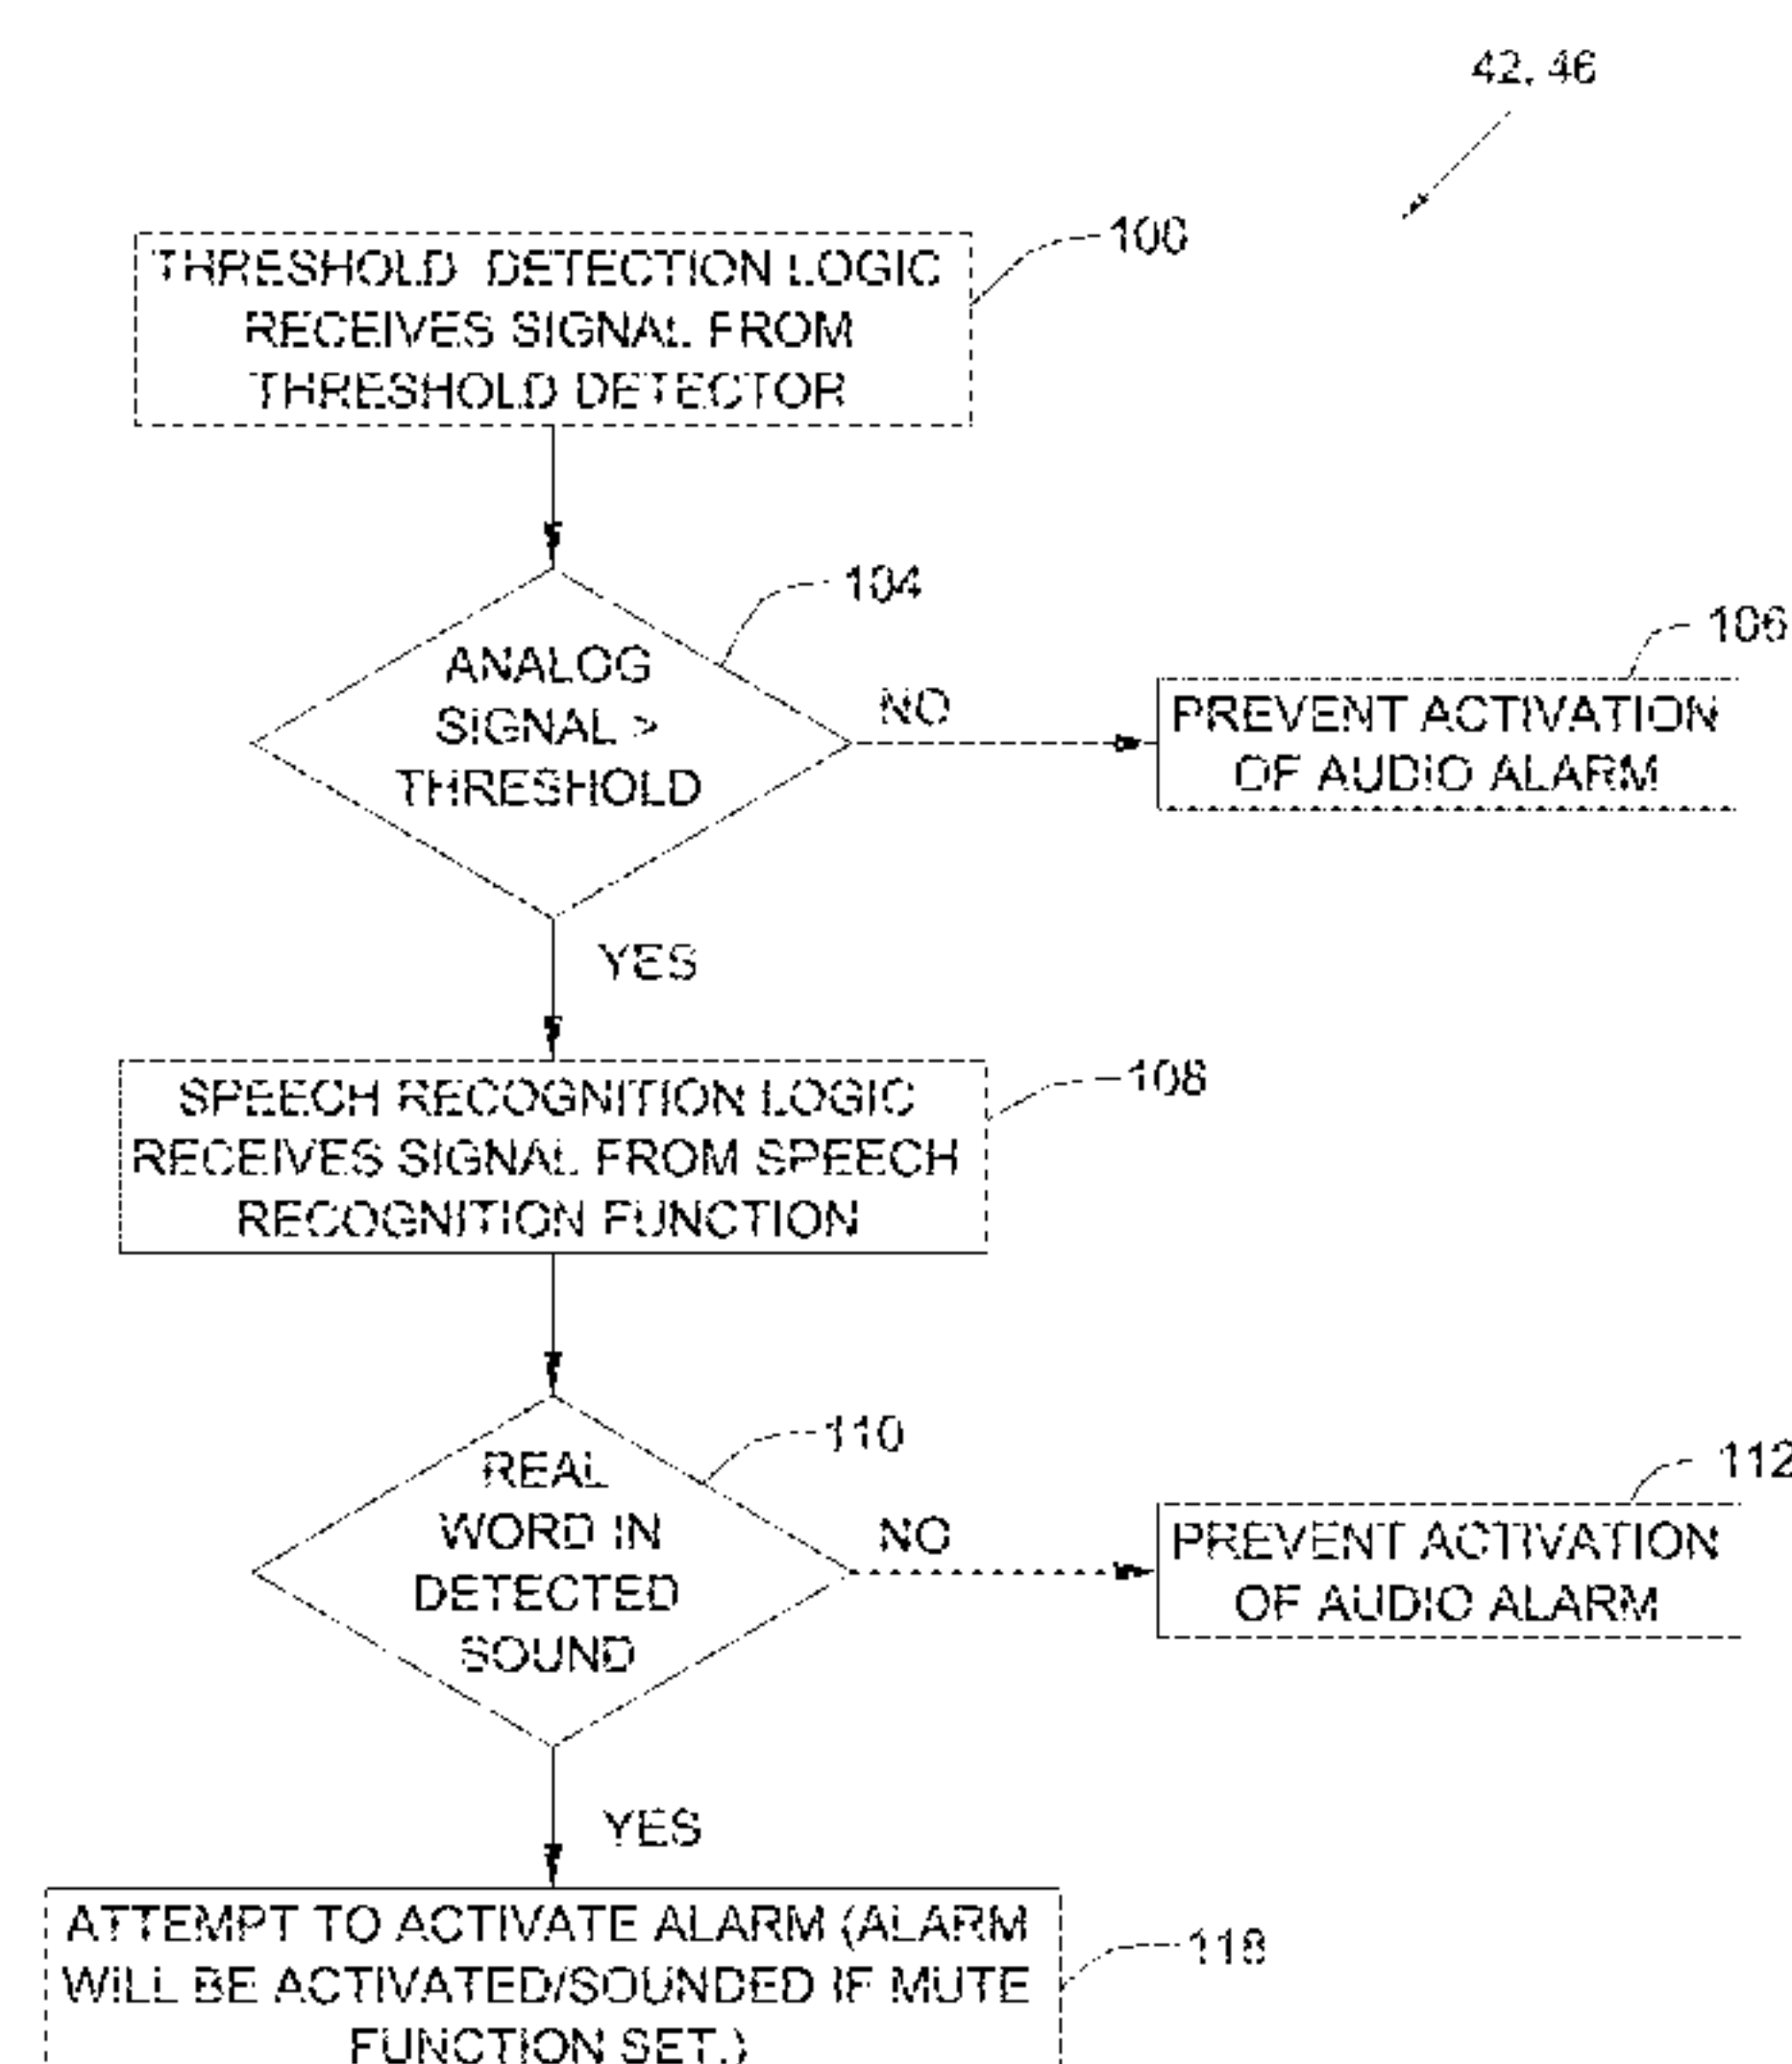 42, 46
100
THRESHOLD DETECTION LOGIC
RECEIVES SIGNAL FROM
THRESHOLD DETECTOR
104
ANALOG
SIGNAL >
THRESHOLD
NO
106
PREVENT ACTIVATION
OF AUDIO ALARM
YES
108
SPEECH RECOGNITION LOGIC
RECEIVES SIGNAL FROM SPEECH
RECOGNITION FUNCTION
110
REAL
WORD IN
DETECTED
SOUND
NO
112
PREVENT ACTIVATION
OF AUDIO ALARM
YES
118
ATTEMPT TO ACTIVATE ALARM (ALARM
WILL BE ACTIVATED/SOUNDED IF MUTE
FUNCTION SET.)